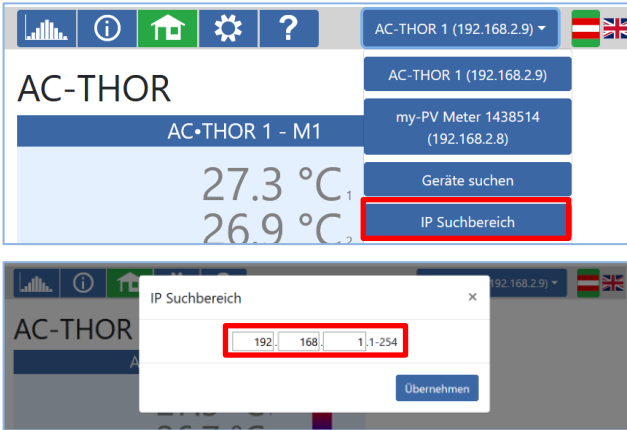 AC-THOR 1 (192.168.2.9)
AC-THOR
AC-THOR 1 (192.168.2.9)
my-PV Meter 1438514
(192.168.2.8)
AC•THOR 1 - M1
27.3 °C 1
Geräte suchen
26.9 °C 2
IP Suchbereich
192.168.2.9)
IP Suchbereich ×
AC-THOR
192. 168. 1.1-254
A
Übernehmen